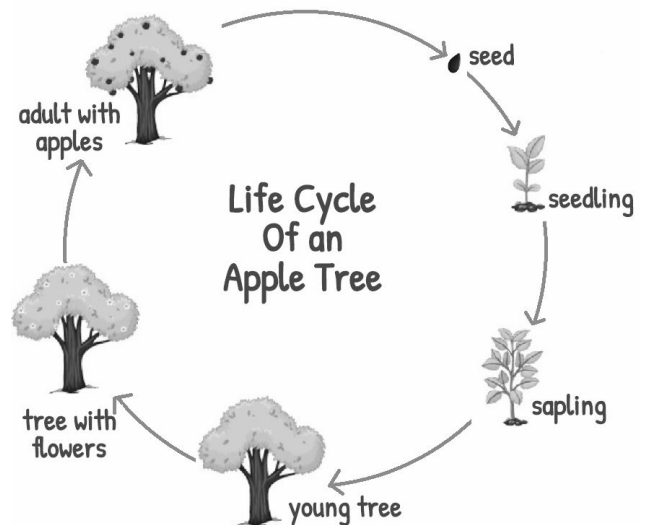 Life Cycle
Of an
Apple Tree
seed
seedling
sapling
young tree
tree with
flowers
adult with
apples